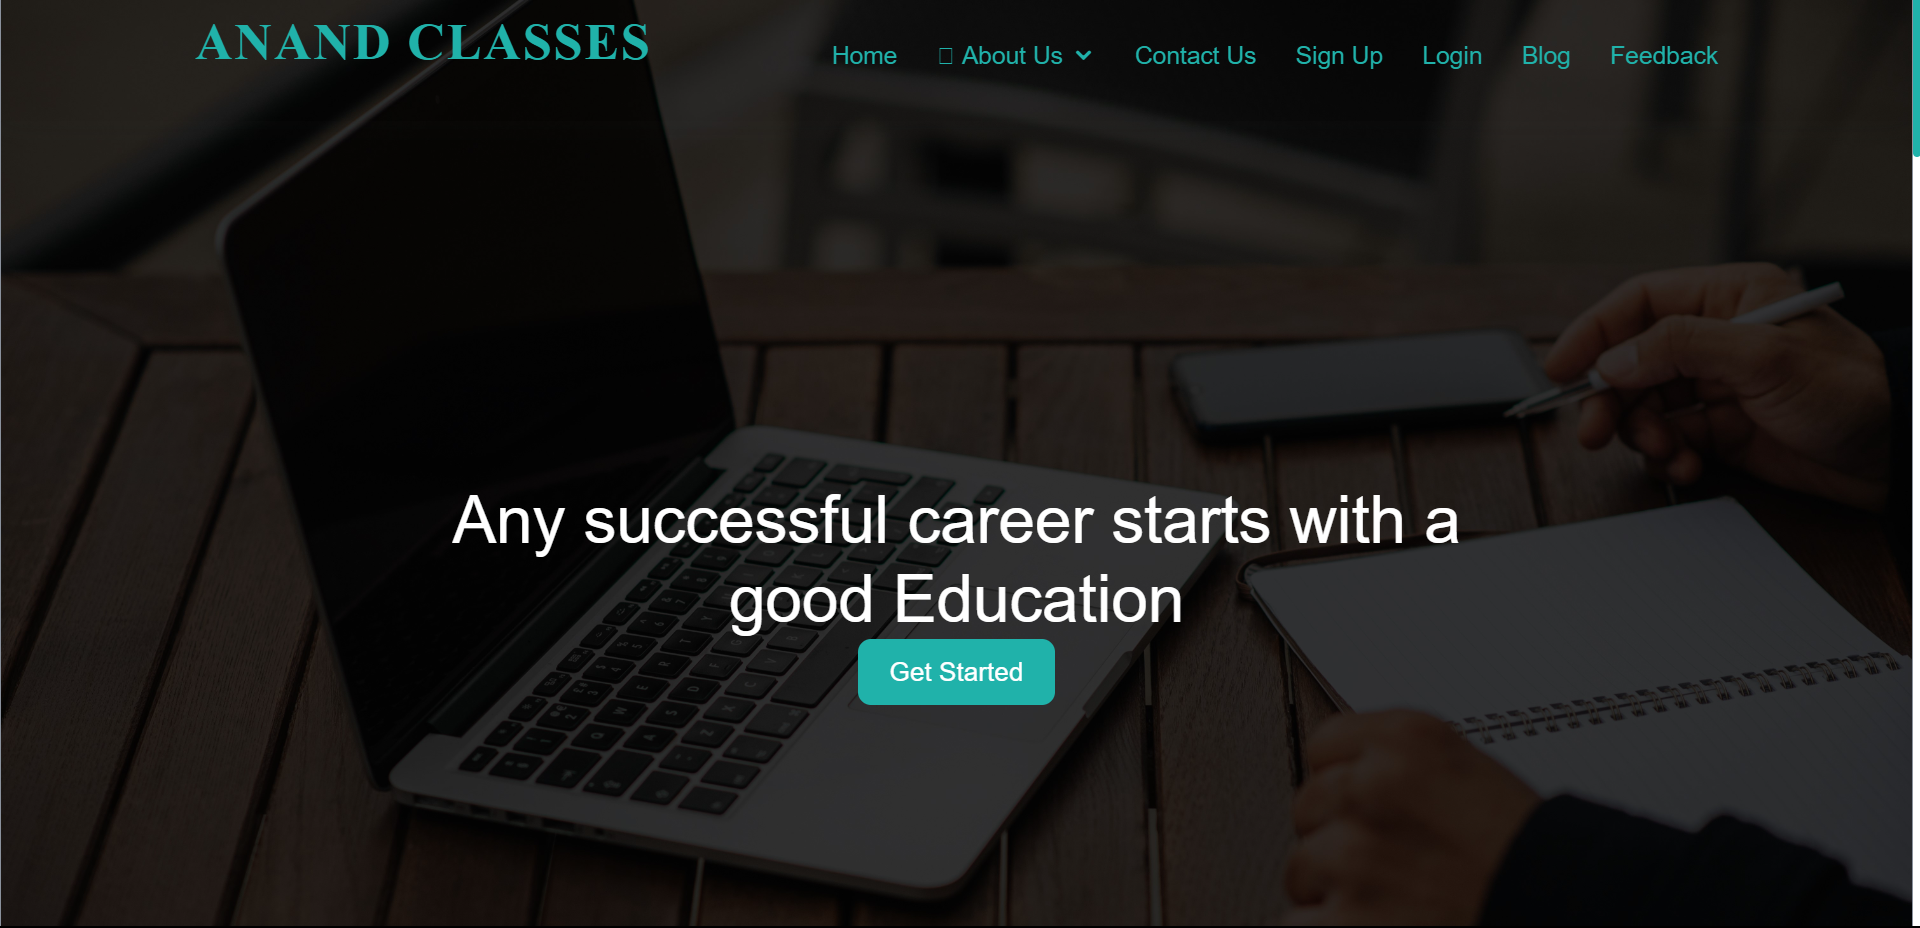 ANAND CLASSES
Home About Us Contact Us Sign Up Login Blog Feedback
Any successful career starts with a
good Education
Get Started